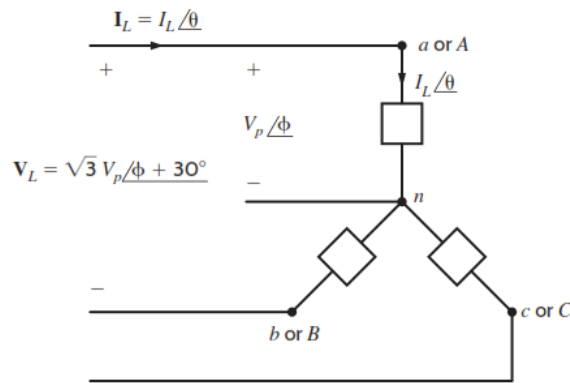 I_L = I_L∠θ
a or A
+
+
I_L∠θ
V_p∠ϕ
V_L = √3 V_p∠ϕ + 30°
−
n
−
b or B
c or C